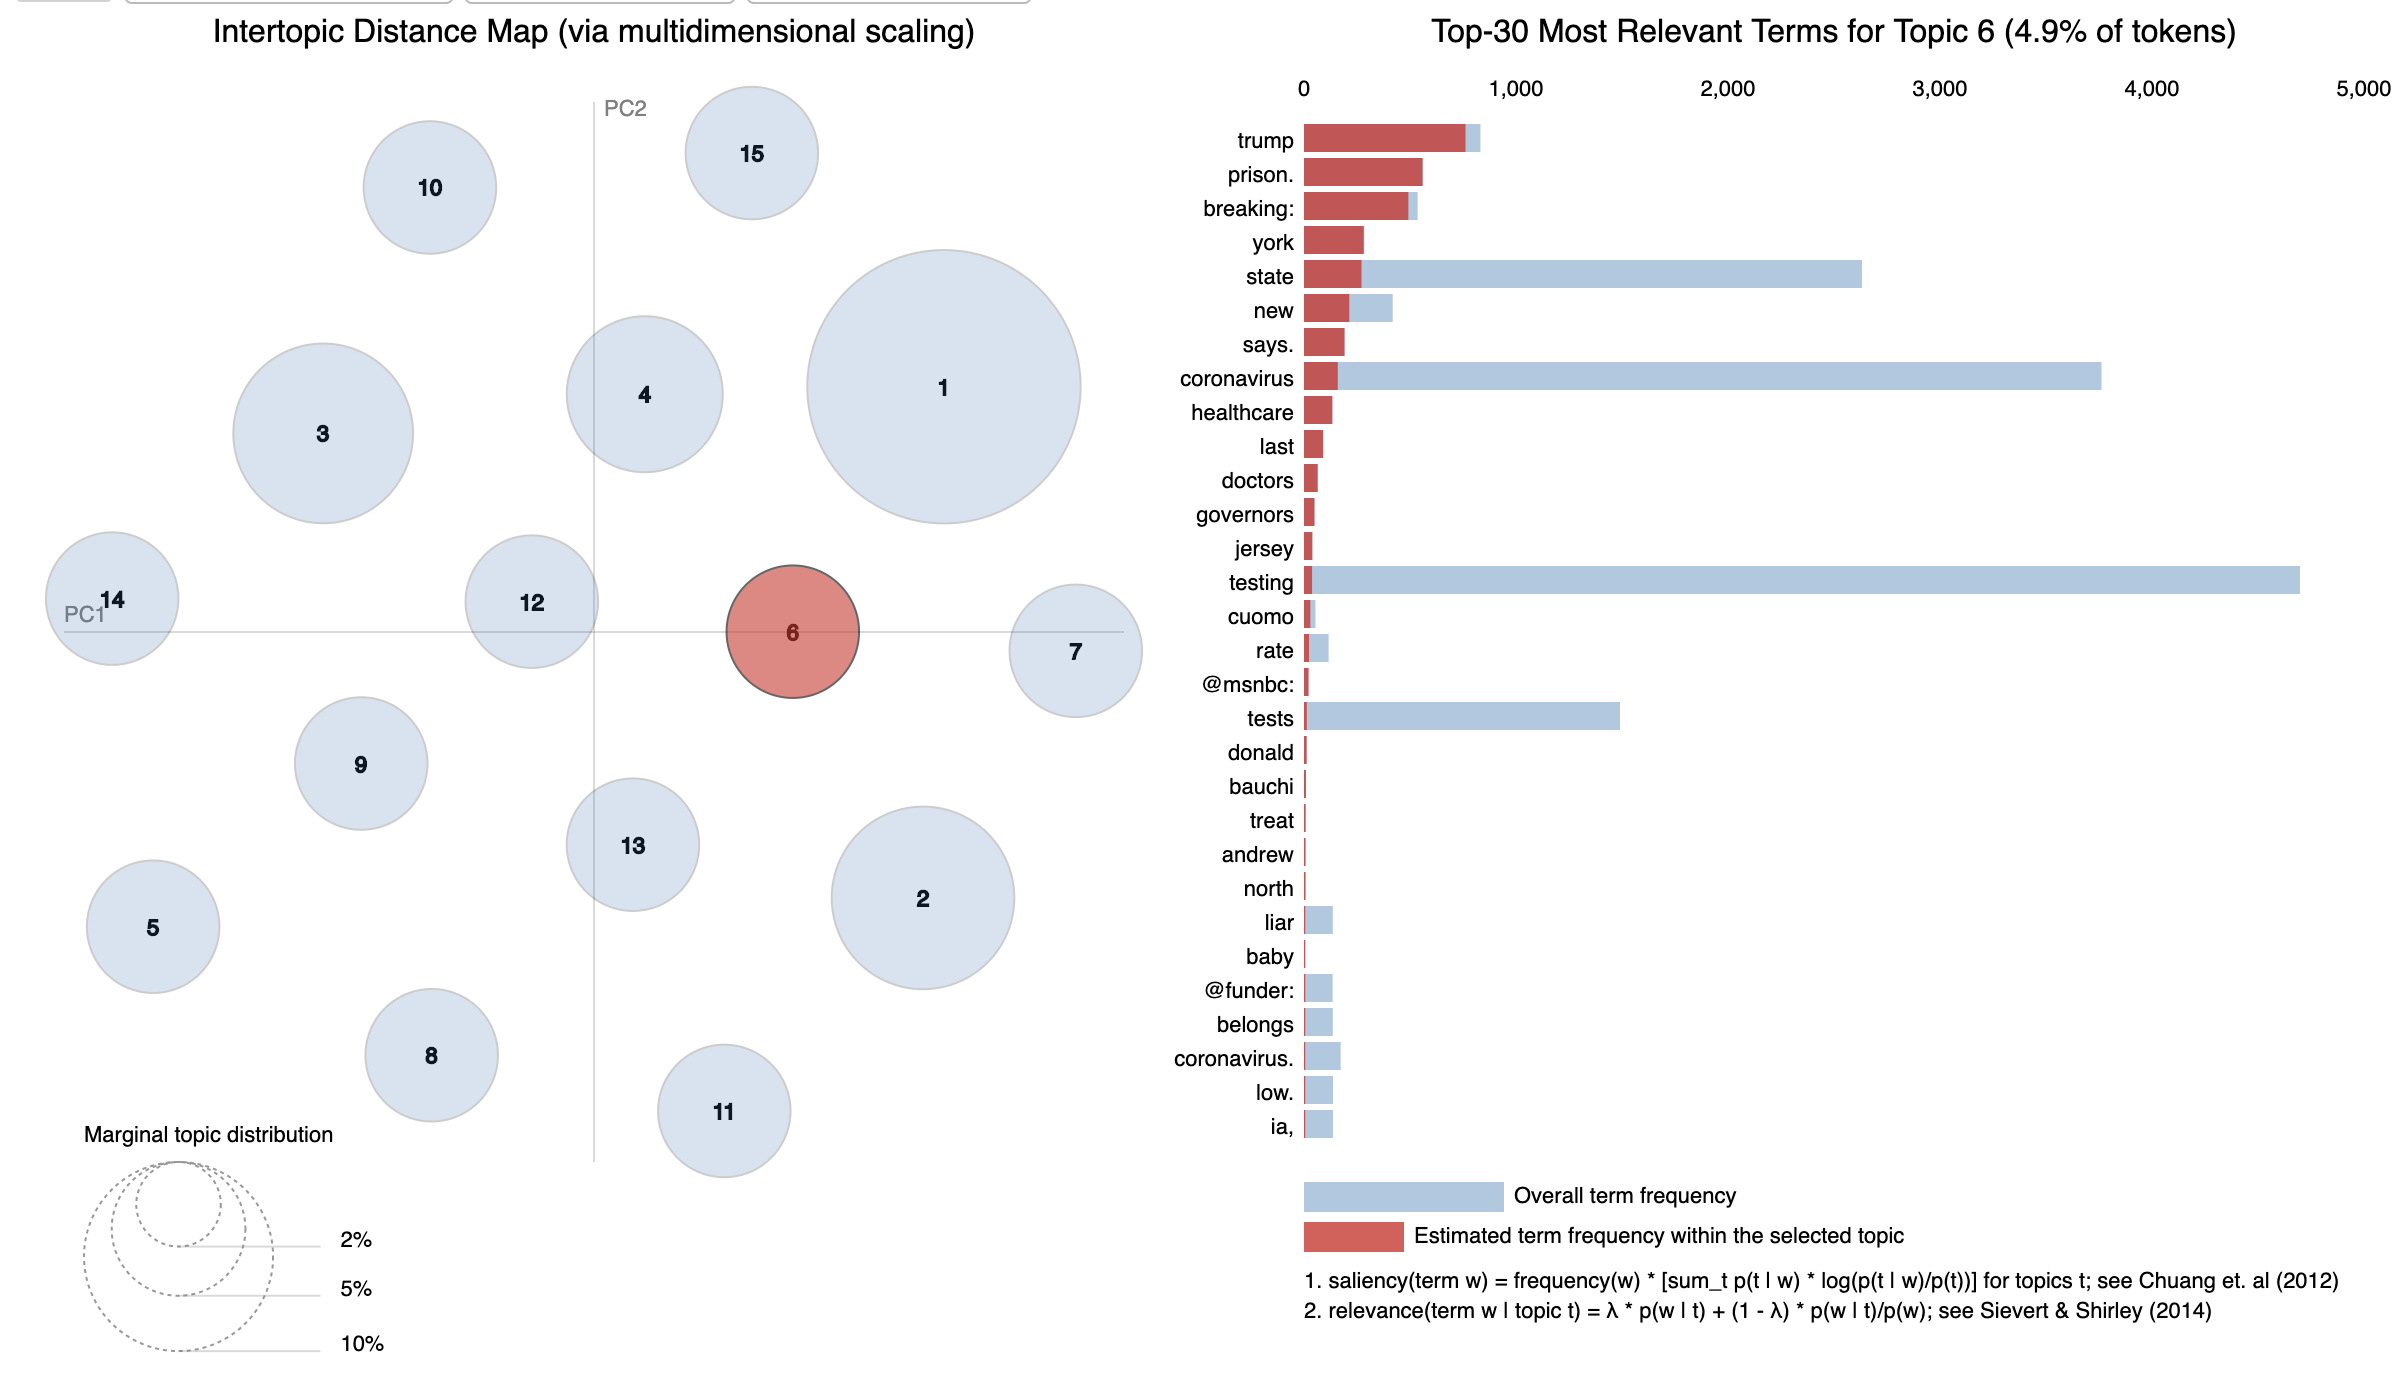 Intertopic Distance Map (via multidimensional scaling)
PC2
PC1
10
15
1
4
3
14
12
6
7
9
13
2
5
8
11
Marginal topic distribution
2%
5%
10%
Top-30 Most Relevant Terms for Topic 6 (4.9% of tokens)
0 1,000 2,000 3,000 4,000 5,000
trump
prison.
breaking:
york
state
new
says.
coronavirus
healthcare
last
doctors
governors
jersey
testing
cuomo
rate
@msnbc:
tests
donald
bauchi
treat
andrew
north
liar
baby
@funder:
belongs
coronavirus.
low.
ia,
Overall term frequency
Estimated term frequency within the selected topic
1. saliency(term w) = frequency(w) * [sum_t p(t | w) * log(p(t | w)/p(t))] for topics t; see Chuang et. al (2012)
2. relevance(term w | topic t) = λ * p(w | t) + (1 - λ) * p(w | t)/p(w); see Sievert & Shirley (2014)